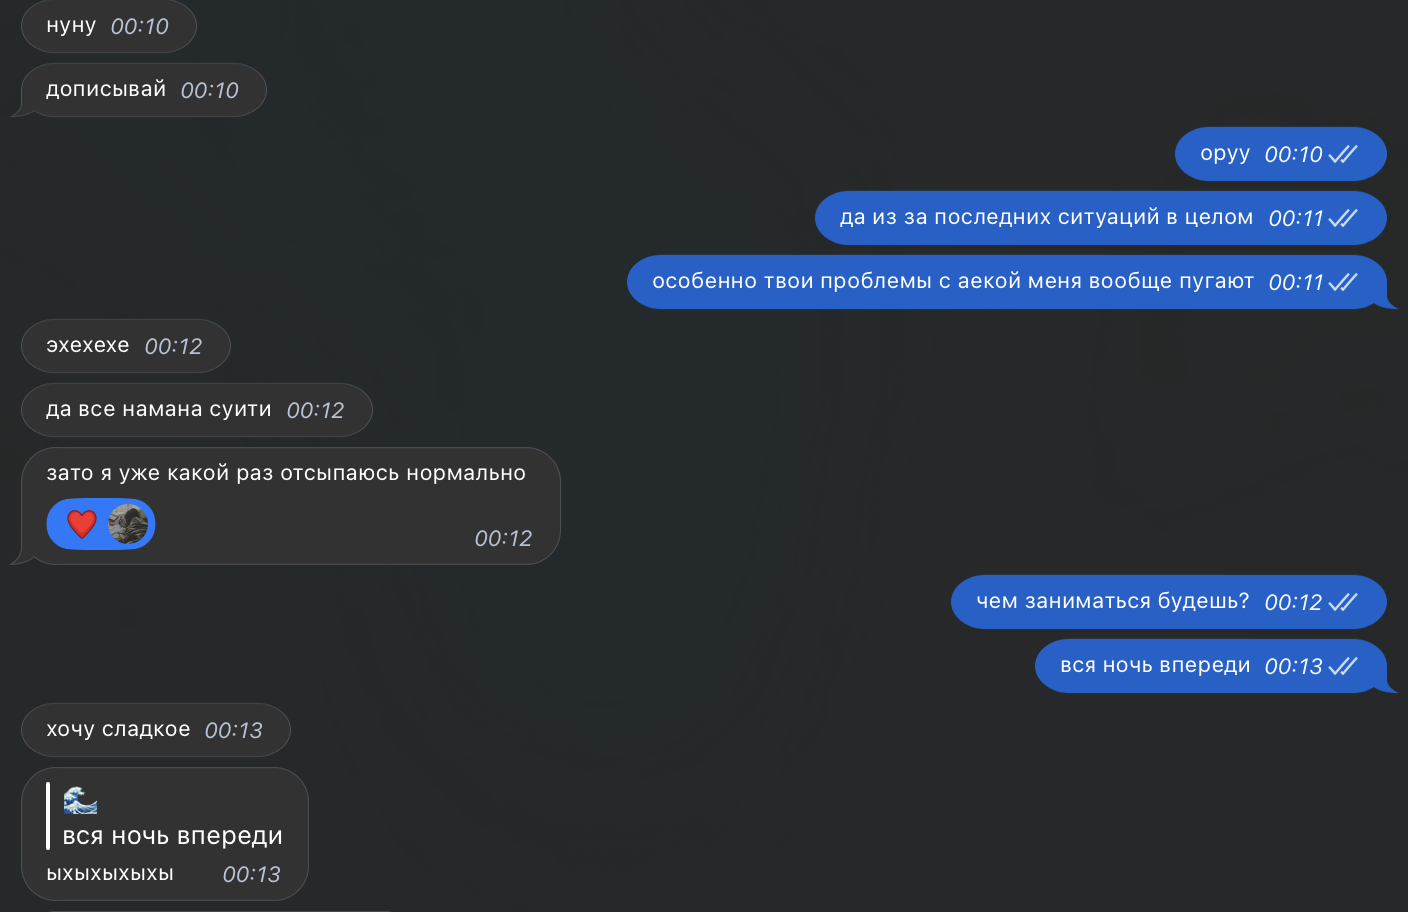 нуну 00:10
дописывай 00:10
оруу 00:10
да из за последних ситуаций в целом 00:11
особенно твои проблемы с аекой меня вообще пугают 00:11
эхехехе 00:12
да все намана суити 00:12
зато я уже какой раз отсыпаюсь нормально
00:12
чем заниматься будешь? 00:12
вся ночь впереди 00:13
хочу сладкое 00:13
вся ночь впереди
ыхыхыхыхы 00:13